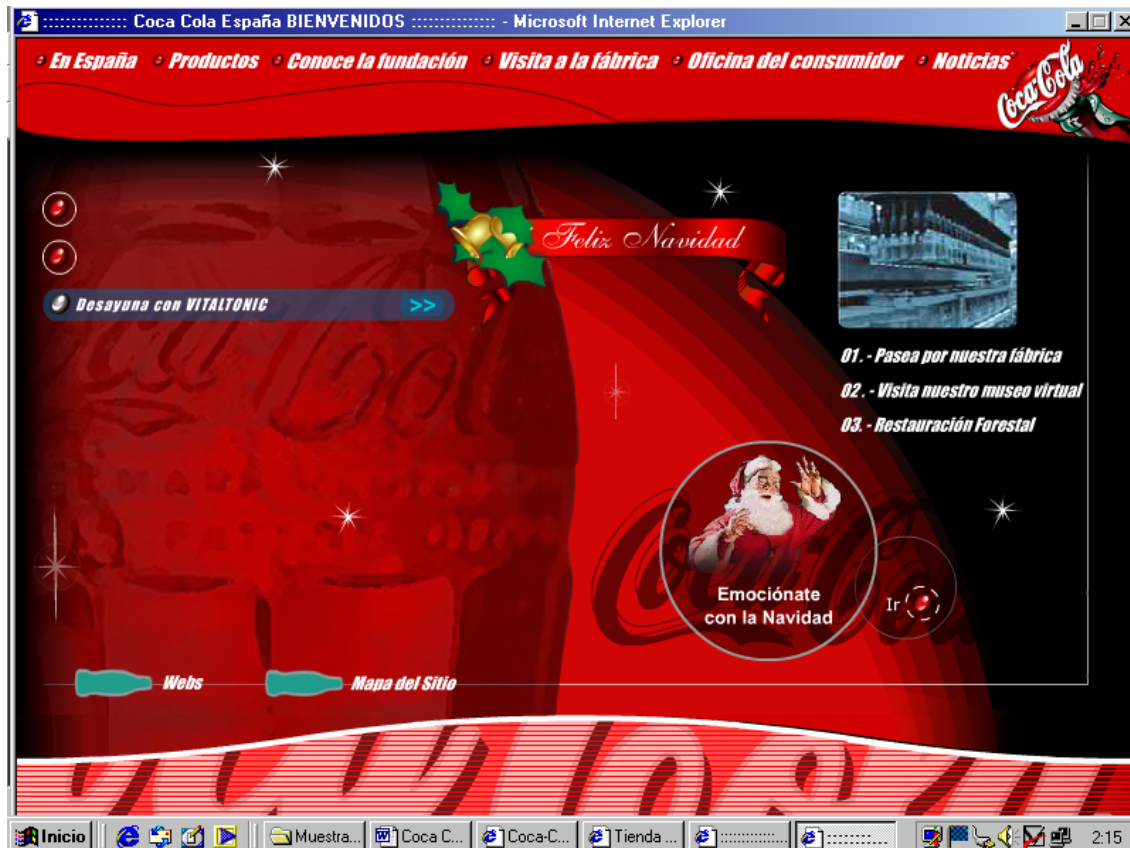 :::::::::::::: Coca Cola España BIENVENIDOS :::::::::::::: - Microsoft Internet Explorer
En España Productos Conoce la fundación Visita a la fábrica Oficina del consumidor Noticias
Coca-Cola
Feliz Navidad
Desayuna con VITALTONIC >>
01. - Pasea por nuestra fábrica
02. - Visita nuestro museo virtual
03. - Restauración Forestal
Coca-Cola
Emociónate
con la Navidad
Ir
Webs Mapa del Sitio
Inicio Muestra... Coca C... Coca-C... Tienda ... :::::::::::::... :::::::::... 2:15